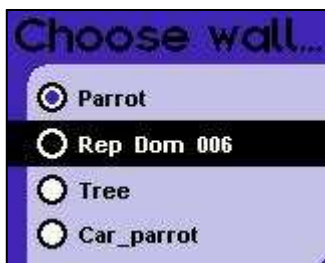 Choose wall...
Parrot
Rep Dom 006
Tree
Car_parrot